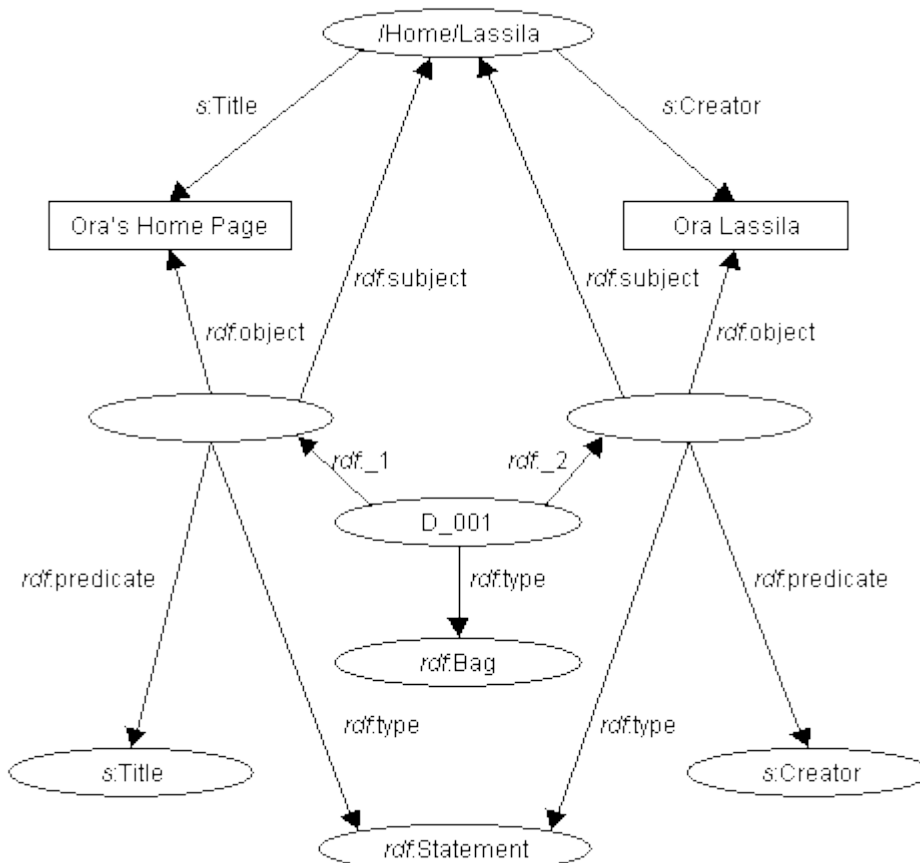 /Home/Lassila
s:Title
s:Creator
Ora's Home Page
Ora Lassila
rdf:subject
rdf:subject
rdf:object
rdf:object
rdf:_1
rdf:_2
D_001
rdf:predicate
rdf:type
rdf:predicate
rdf:Bag
rdf:type
rdf:type
s:Title
s:Creator
rdf:Statement